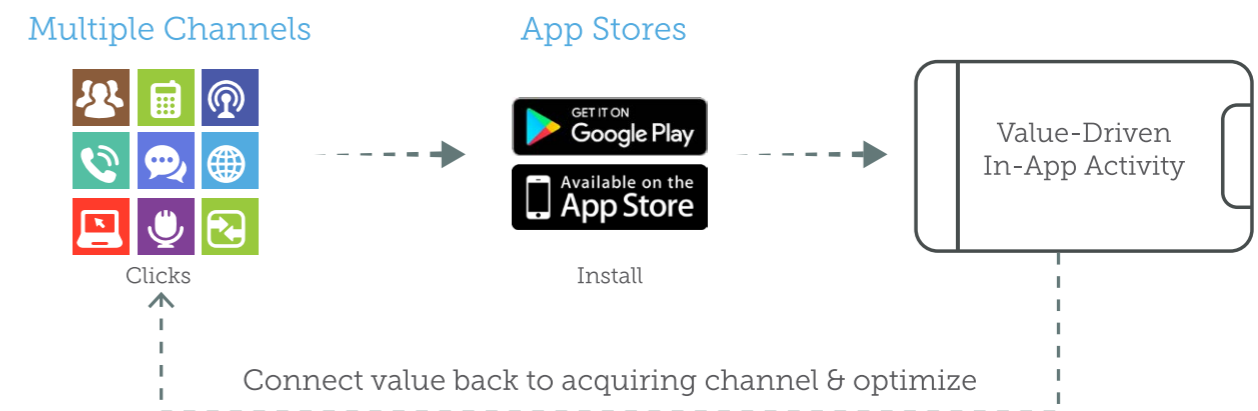 Multiple Channels
App Stores
GET IT ON
Google Play
Available on the
App Store
Value-Driven
In-App Activity
Clicks
Install
Connect value back to acquiring channel & optimize